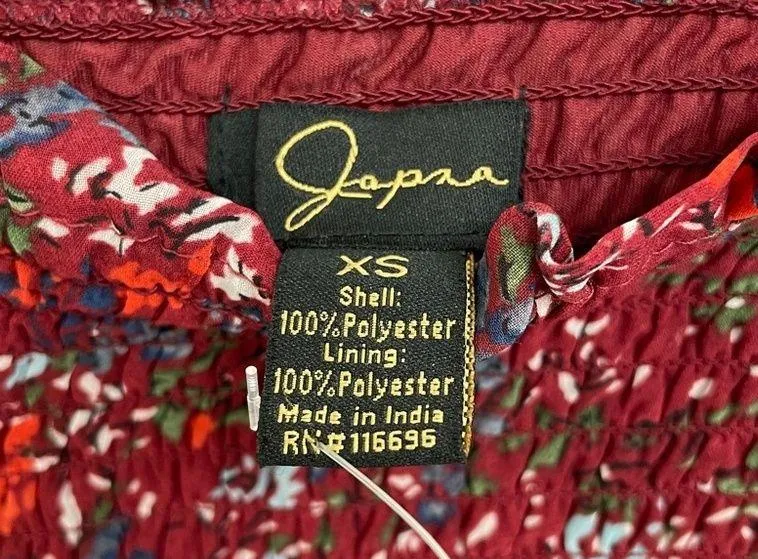 Japna
XS
Shell:
100%Polyester
Lining:
100%Polyester
Made in India
RN#116696